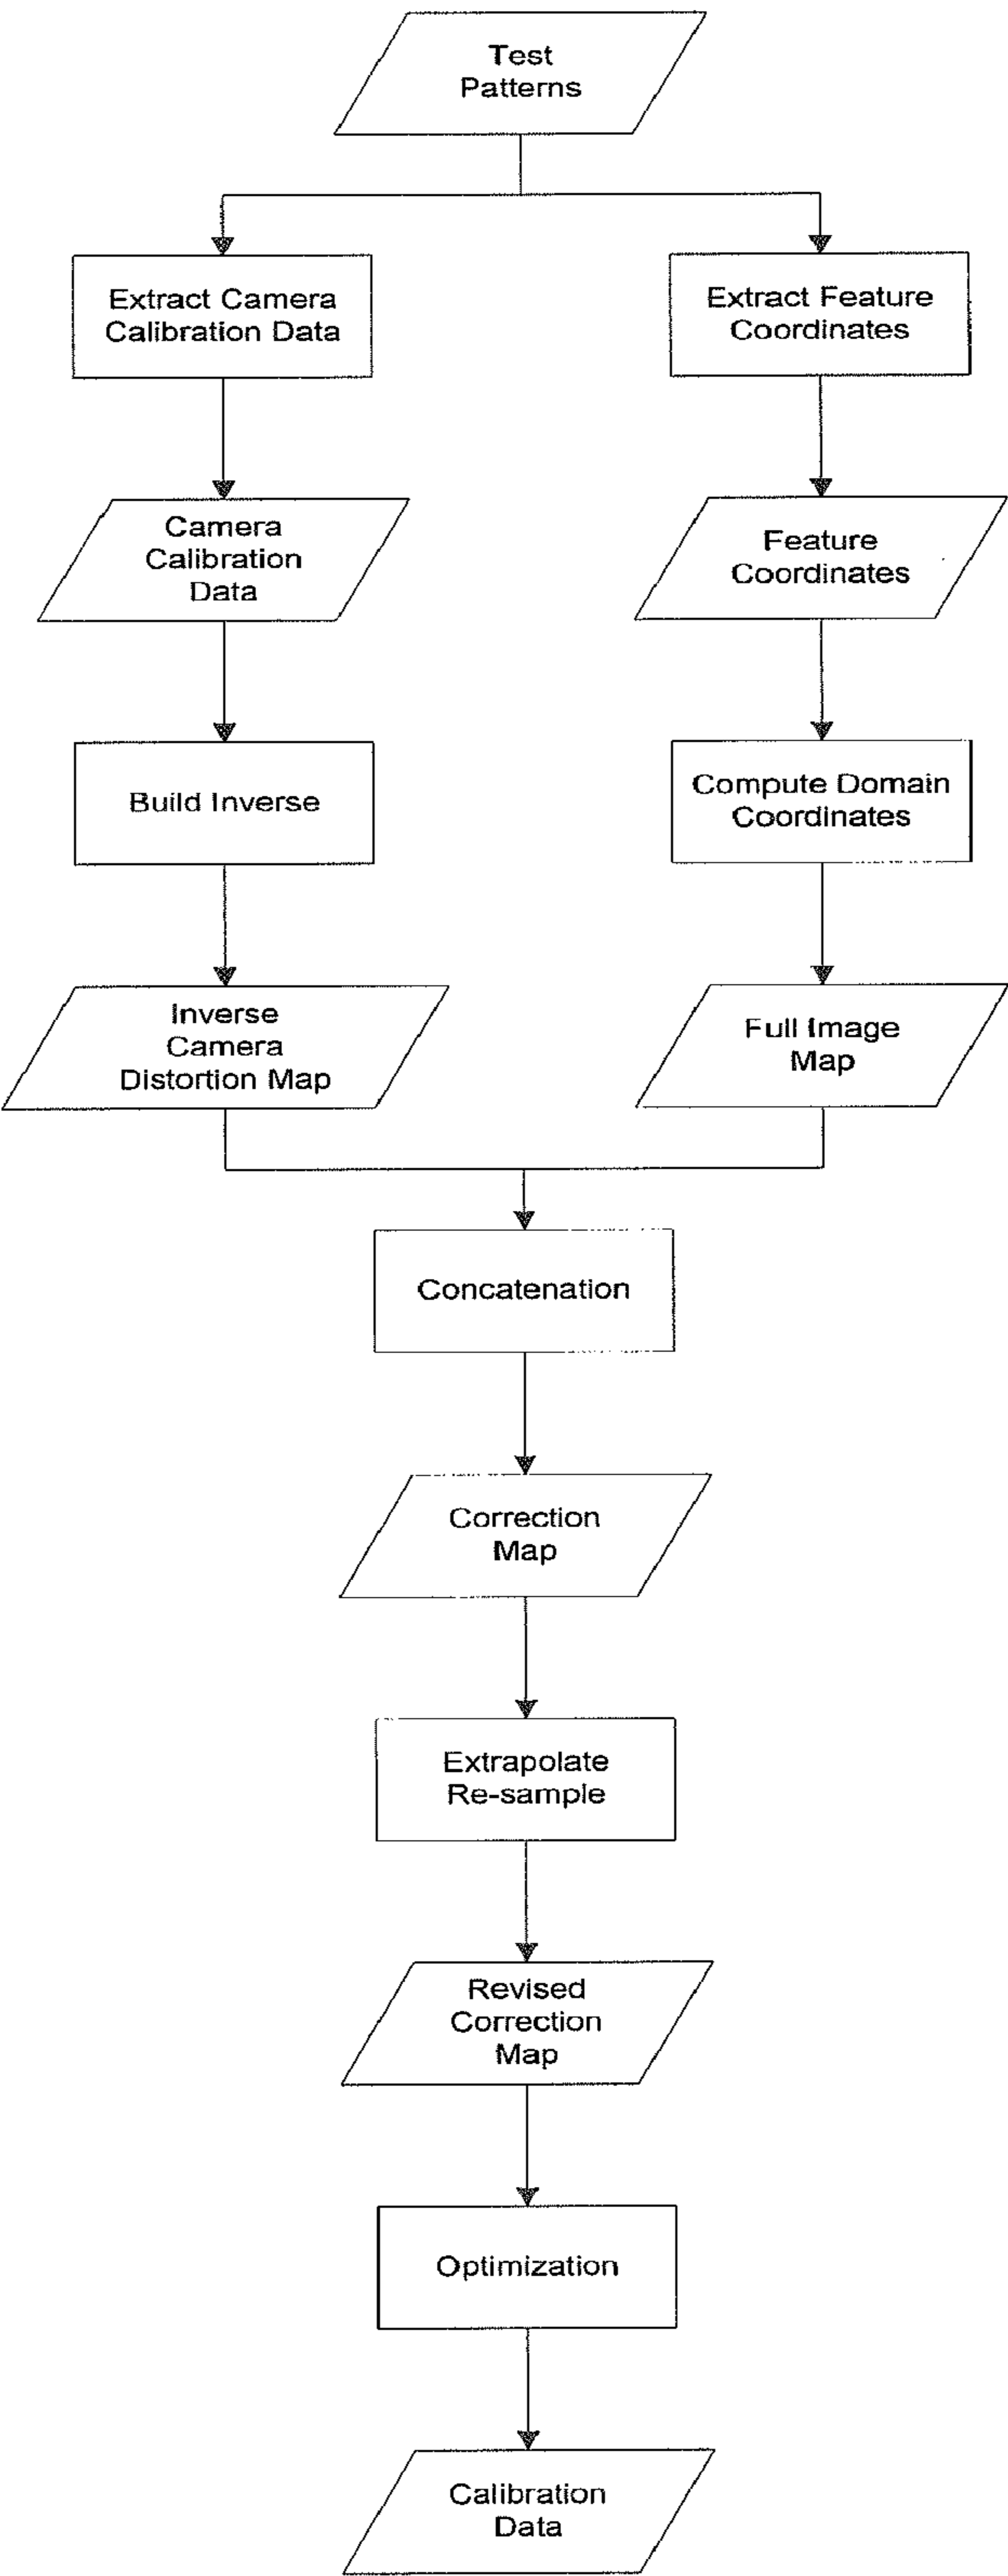 Test
Patterns
Extract Camera
Calibration Data
Extract Feature
Coordinates
Camera
Calibration
Data
Feature
Coordinates
Build Inverse
Compute Domain
Coordinates
Inverse
Camera
Distortion Map
Full Image
Map
Concatenation
Correction
Map
Extrapolate
Re-sample
Revised
Correction
Map
Optimization
Calibration
Data